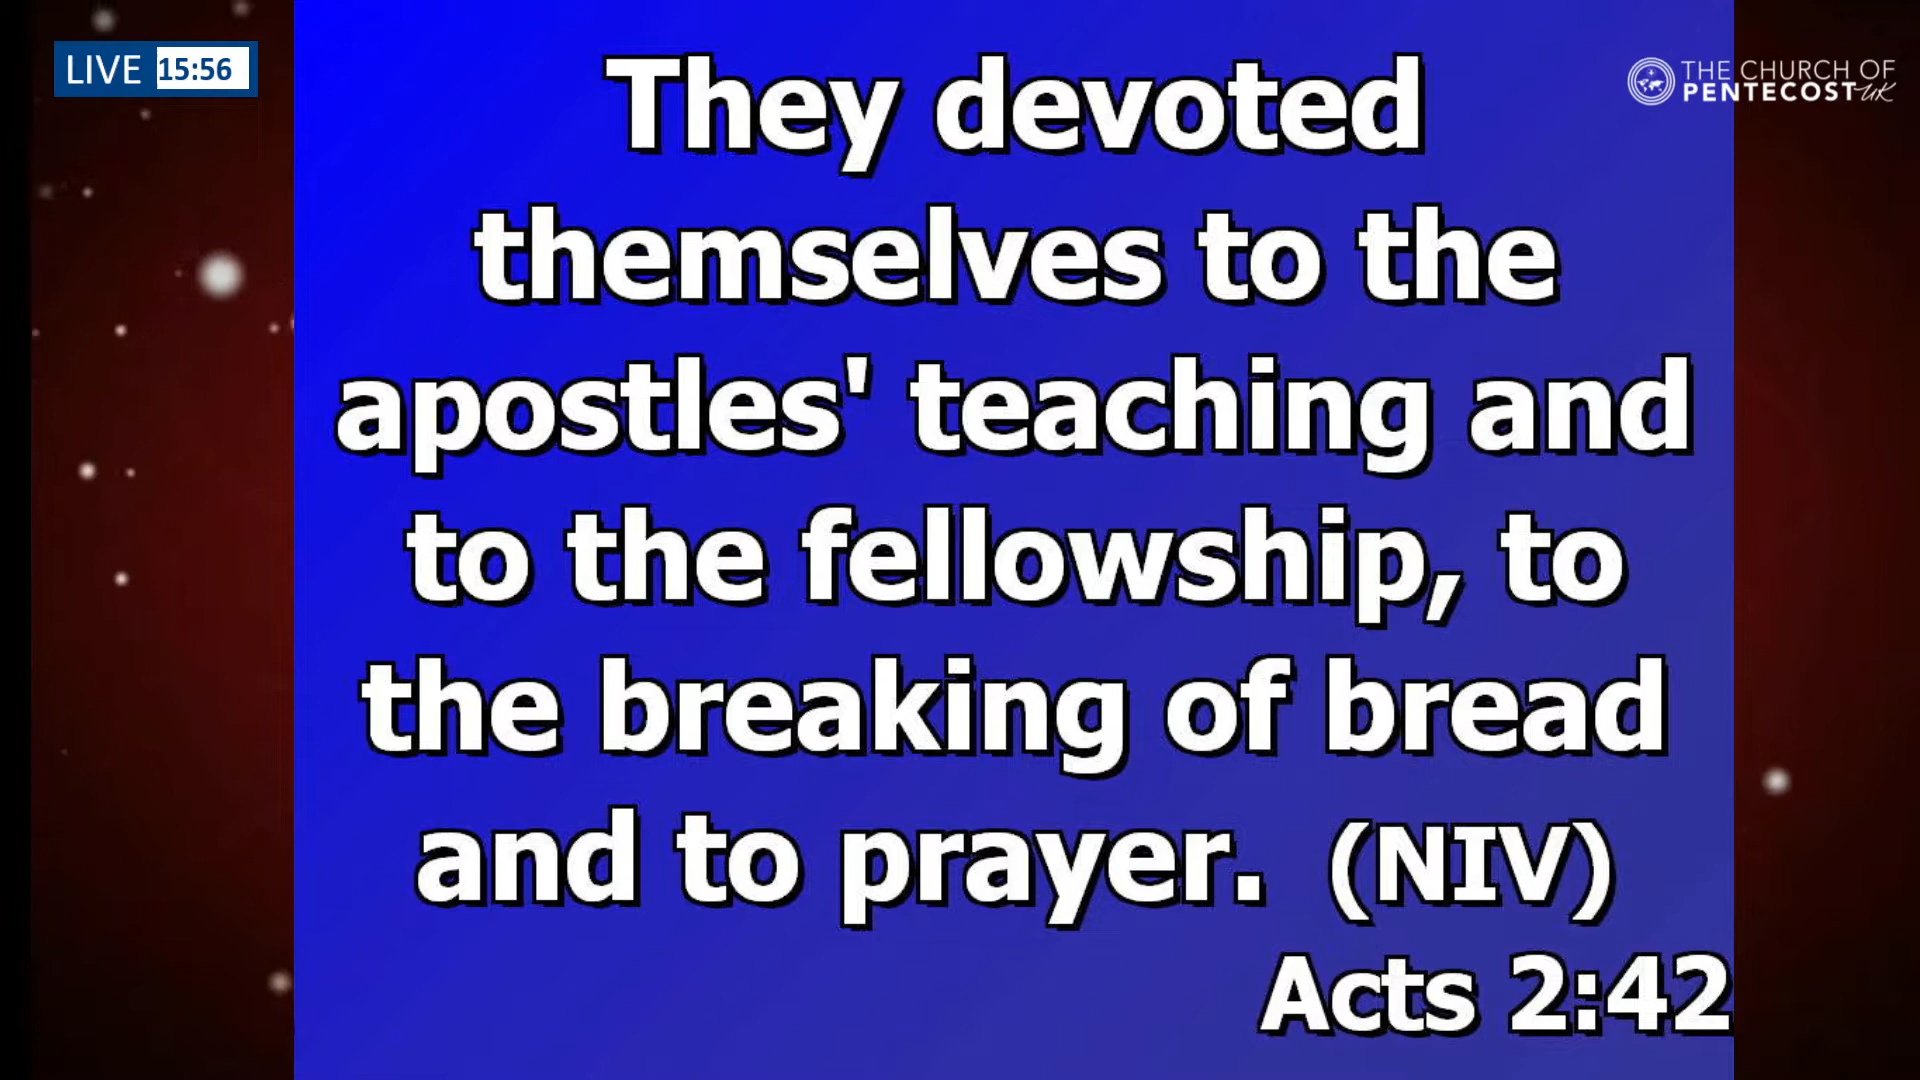 LIVE 15:56
THE CHURCH OF
PENTECOST UK
They devoted
themselves to the
apostles' teaching and
to the fellowship, to
the breaking of bread
and to prayer. (NIV)
Acts 2:42